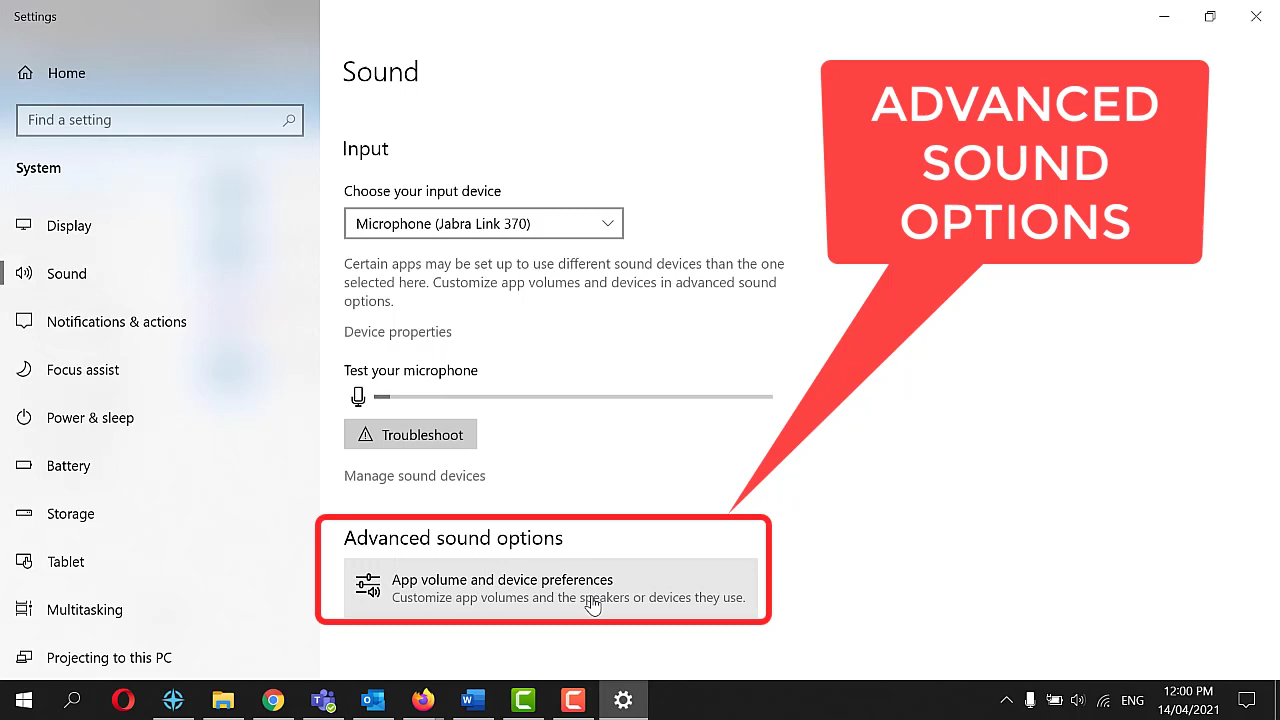 Settings
Home
Find a setting
System
Display
Sound
Notifications & actions
Focus assist
Power & sleep
Battery
Storage
Tablet
Multitasking
Projecting to this PC
Sound
Input
Choose your input device
Microphone (Jabra Link 370)
Certain apps may be set up to use different sound devices than the one
selected here. Customize app volumes and devices in advanced sound
options.
Device properties
Test your microphone
Troubleshoot
Manage sound devices
Advanced sound options
App volume and device preferences
Customize app volumes and the speakers or devices they use.
ADVANCED
SOUND
OPTIONS
ENG
12:00 PM
14/04/2021